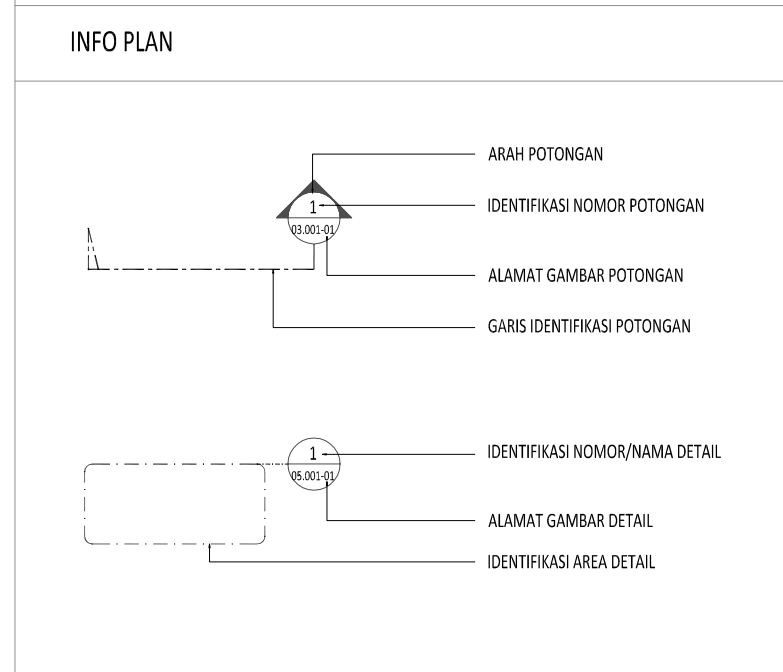 INFO PLAN
ARAH POTONGAN
1
IDENTIFIKASI NOMOR POTONGAN
03.001-01
ALAMAT GAMBAR POTONGAN
GARIS IDENTIFIKASI POTONGAN
1
IDENTIFIKASI NOMOR/NAMA DETAIL
05.001-01
ALAMAT GAMBAR DETAIL
IDENTIFIKASI AREA DETAIL